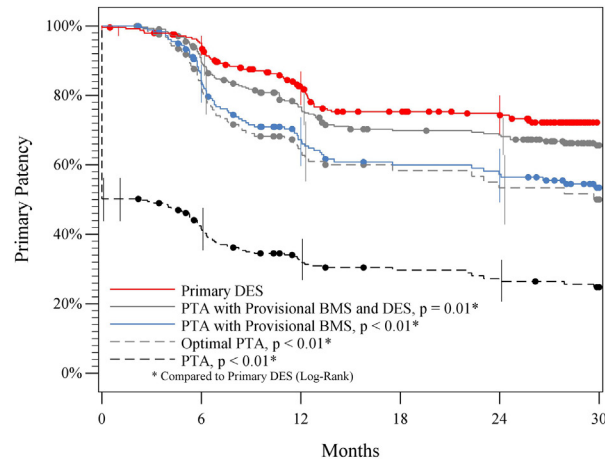 100%
80%
60%
40%
20%
0%
Primary Patency
Primary DES
PTA with Provisional BMS and DES, p = 0.01*
PTA with Provisional BMS, p < 0.01*
Optimal PTA, p < 0.01*
PTA, p < 0.01*
* Compared to Primary DES (Log-Rank)
0 6 12 18 24 30
Months